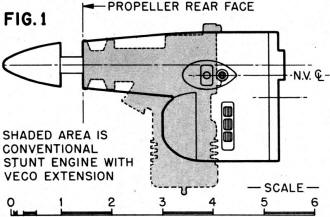 PROPELLER REAR FACE
FIG.1
N.V. ℄
SHADED AREA IS
CONVENTIONAL
STUNT ENGINE WITH
VECO EXTENSION
SCALE
0 1 2 3 4 5 6